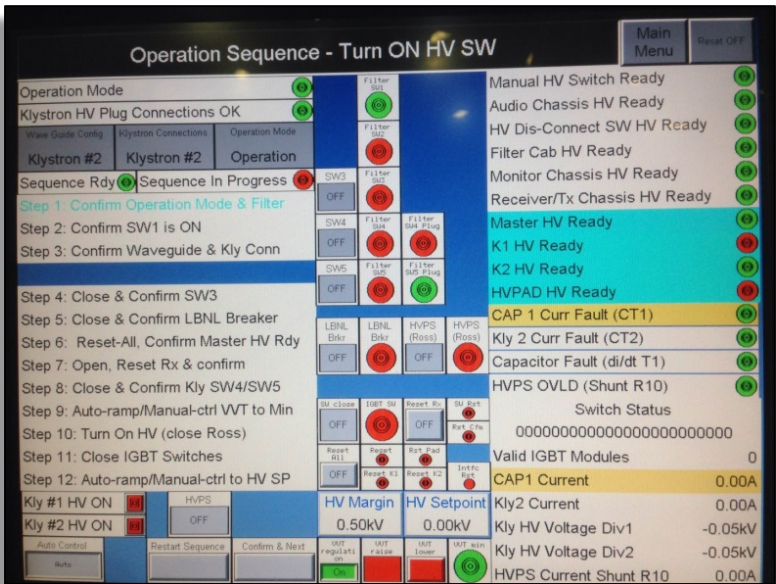 Operation Sequence - Turn ON HV SW
Main Menu
Reset OFF
Operation Mode
Klystron HV Plug Connections OK
Wave Guide Config
Klystron Connections
Operation Mode
Klystron #2
Klystron #2
Operation
Sequence Rdy
Sequence In Progress
Step 1: Confirm Operation Mode & Filter
Step 2: Confirm SW1 is ON
Step 3: Confirm Waveguide & Kly Conn
Step 4: Close & Confirm SW3
Step 5: Close & Confirm LBNL Breaker
Step 6: Reset-All, Confirm Master HV Rdy
Step 7: Open, Reset Rx & confirm
Step 8: Close & Confirm Kly SW4/SW5
Step 9: Auto-ramp/Manual-ctrl VVT to Min
Step 10: Turn On HV (close Ross)
Step 11: Close IGBT Switches
Step 12: Auto-ramp/Manual-ctrl to HV SP
Kly #1 HV ON
Kly #2 HV ON
HVPS
OFF
Auto Control
Auto
Restart Sequence
Confirm & Next
Filter SW1
Filter SW2
SW3
OFF
Filter SW3
SW4
OFF
Filter SW4
Filter SW4 Plug
SW5
OFF
Filter SW5
Filter SW5 Plug
LBNL Brkr
OFF
LBNL Brkr
HVPS (Ross)
OFF
HVPS (Ross)
SW close
OFF
IGBT SW
Reset Rx
OFF
SW Rst
Rst Cfm
Reset All
OFF
Reset
Rst Pad
Reset K1
Reset K2
Intfc Rst
HV Margin
0.50kV
HV Setpoint
0.00kV
VVT regulation
On
VVT raise
VVT lower
VVT min
Manual HV Switch Ready
Audio Chassis HV Ready
HV Dis-Connect SW HV Ready
Filter Cab HV Ready
Monitor Chassis HV Ready
Receiver/Tx Chassis HV Ready
Master HV Ready
K1 HV Ready
K2 HV Ready
HVPAD HV Ready
CAP 1 Curr Fault (CT1)
Kly 2 Curr Fault (CT2)
Capacitor Fault (di/dt T1)
HVPS OVLD (Shunt R10)
Switch Status
000000000000000000000000
Valid IGBT Modules 0
CAP1 Current 0.00A
Kly2 Current 0.00A
Kly HV Voltage Div1 -0.05kV
Kly HV Voltage Div2 -0.05kV
HVPS Current Shunt R10 0.00A